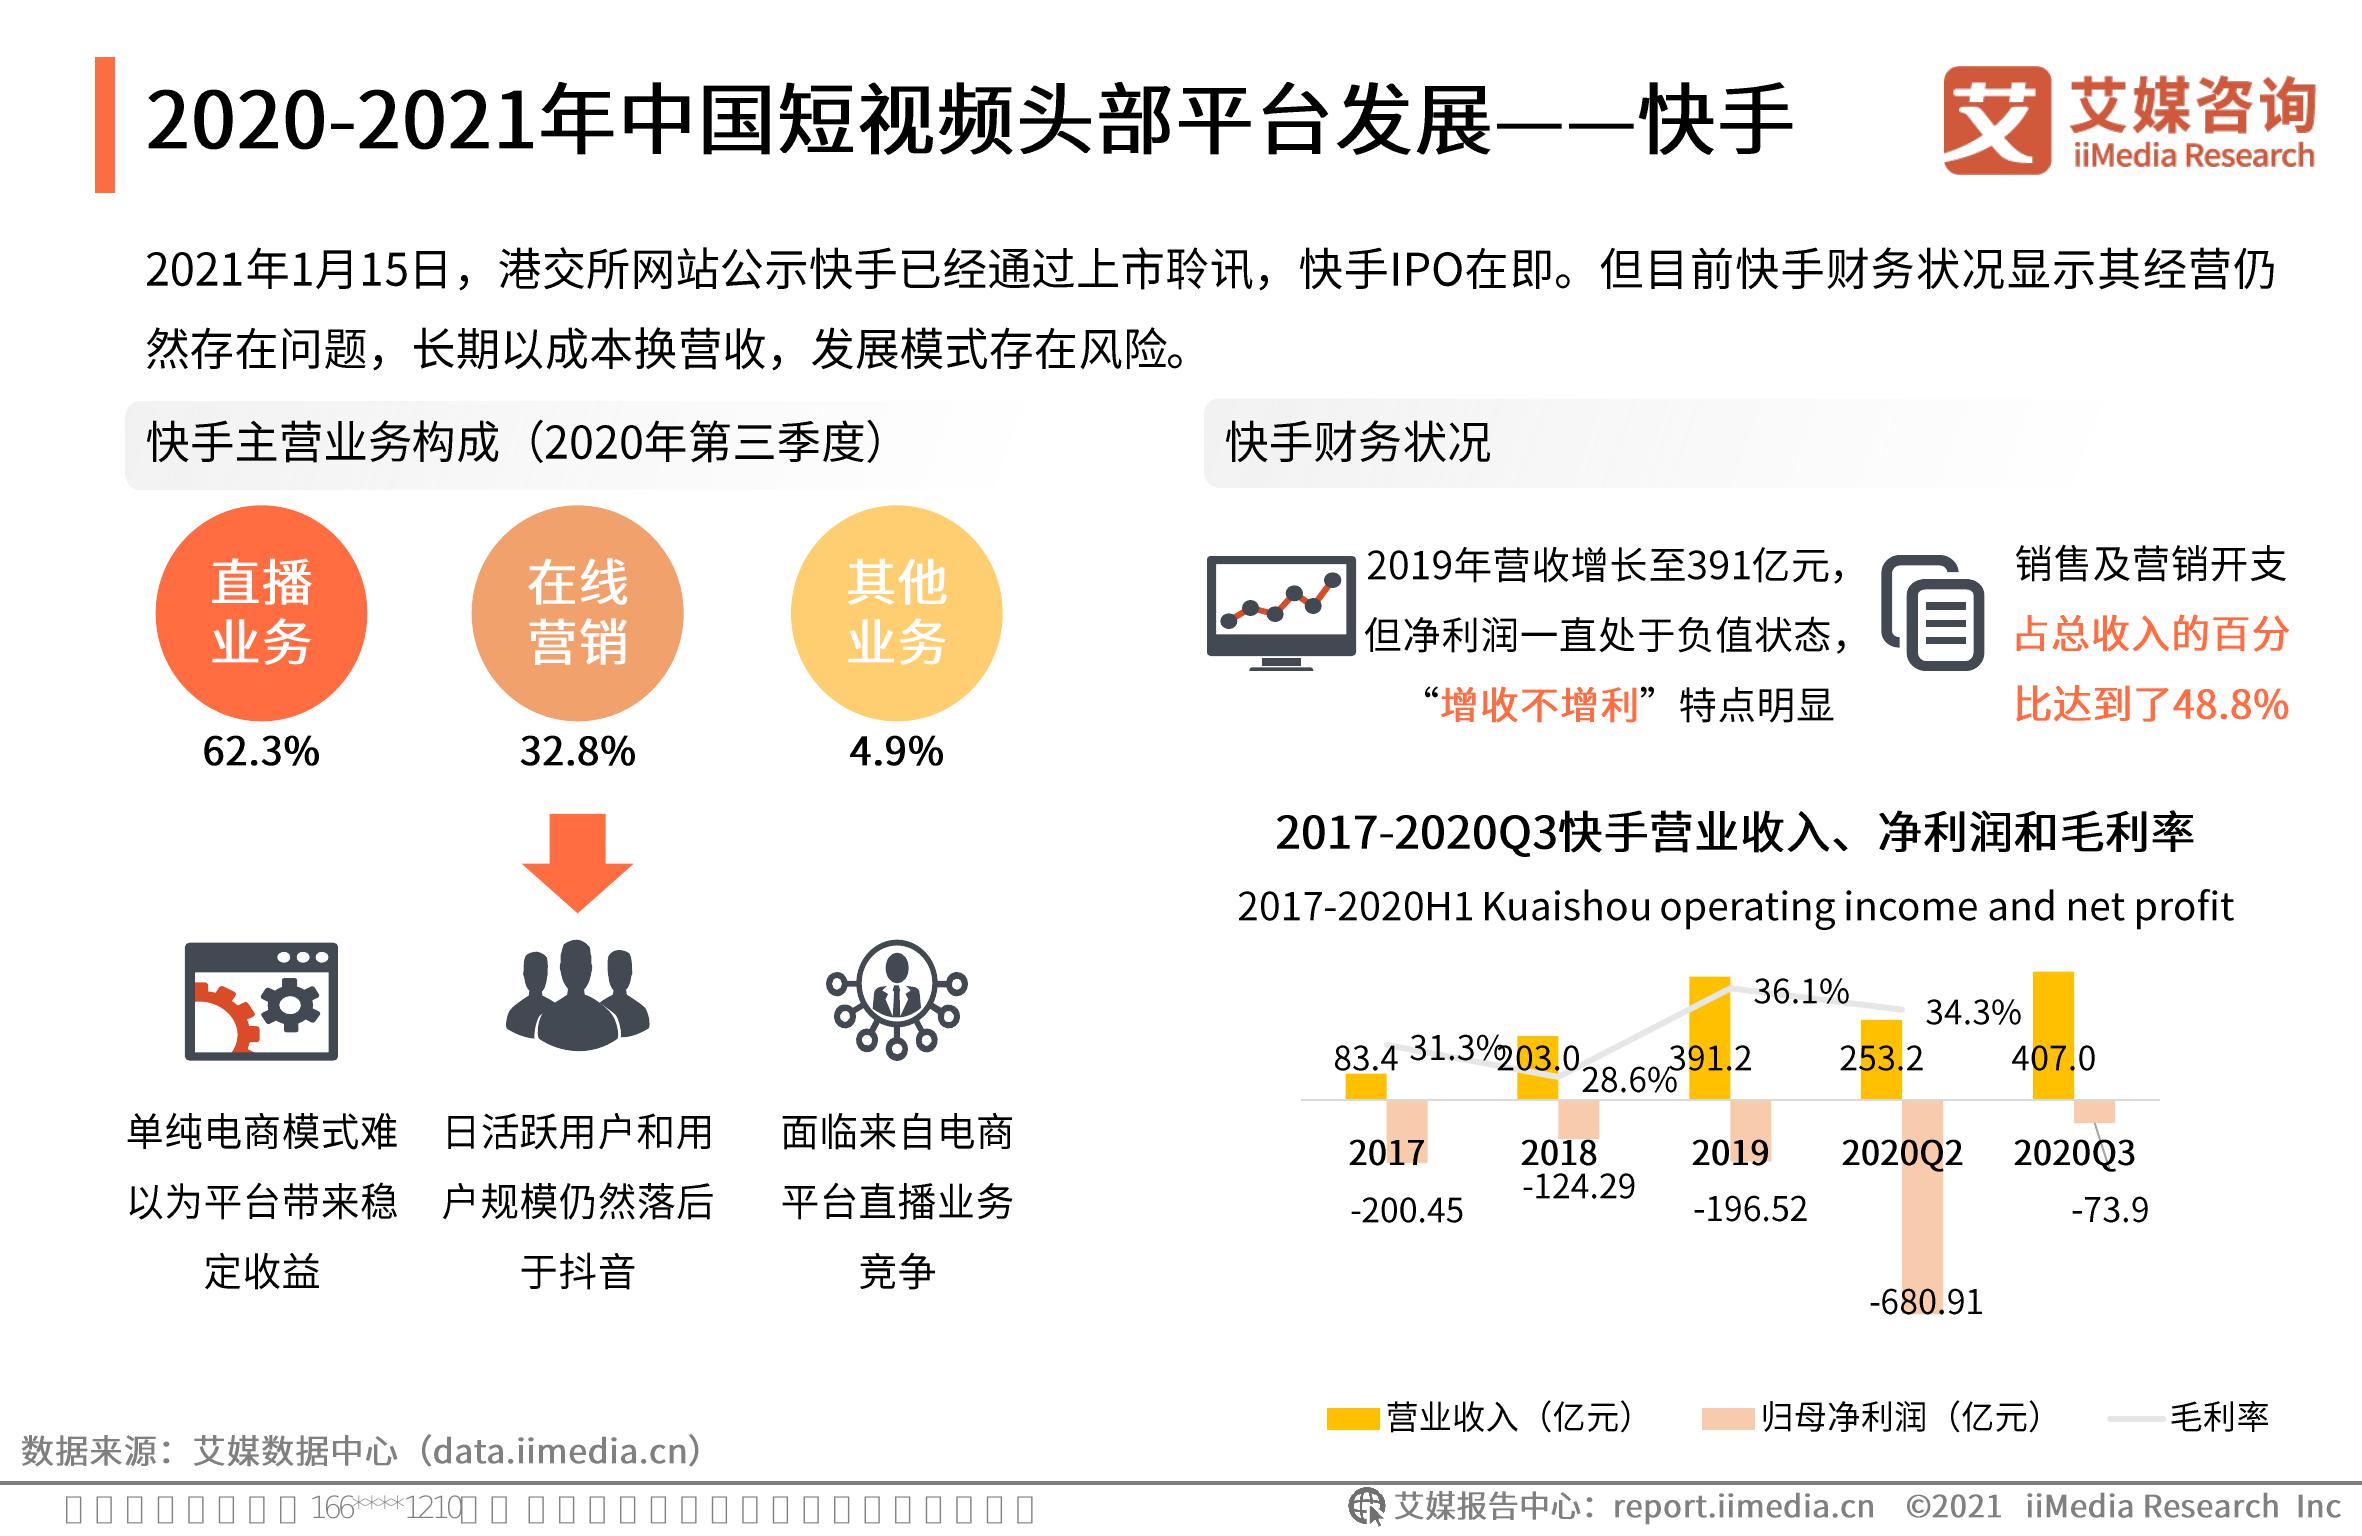 2020-2021年中国短视频头部平台发展——快手
艾媒咨询
iiMedia Research
2021年1月15日，港交所网站公示快手已经通过上市聆讯，快手IPO在即。但目前快手财务状况显示其经营仍
然存在问题，长期以成本换营收，发展模式存在风险。
快手主营业务构成（2020年第三季度）
直播
业务
62.3%
在线
营销
32.8%
其他
业务
4.9%
单纯电商模式难
以为平台带来稳
定收益
日活跃用户和用
户规模仍然落后
于抖音
面临来自电商
平台直播业务
竞争
快手财务状况
2019年营收增长至391亿元，
但净利润一直处于负值状态，
“增收不增利”特点明显
销售及营销开支
占总收入的百分
比达到了48.8%
2017-2020Q3快手营业收入、净利润和毛利率
2017-2020H1 Kuaishou operating income and net profit
36.1%
34.3%
83.4
31.3%
203.0
28.6%
391.2
253.2
407.0
2017
2018
2019
2020Q2
2020Q3
-200.45
-124.29
-196.52
-680.91
-73.9
营业收入（亿元）
归母净利润（亿元）
毛利率
数据来源：艾媒数据中心（data.iimedia.cn）
166****1210
艾媒报告中心：report.iimedia.cn ©2021 iiMedia Research Inc